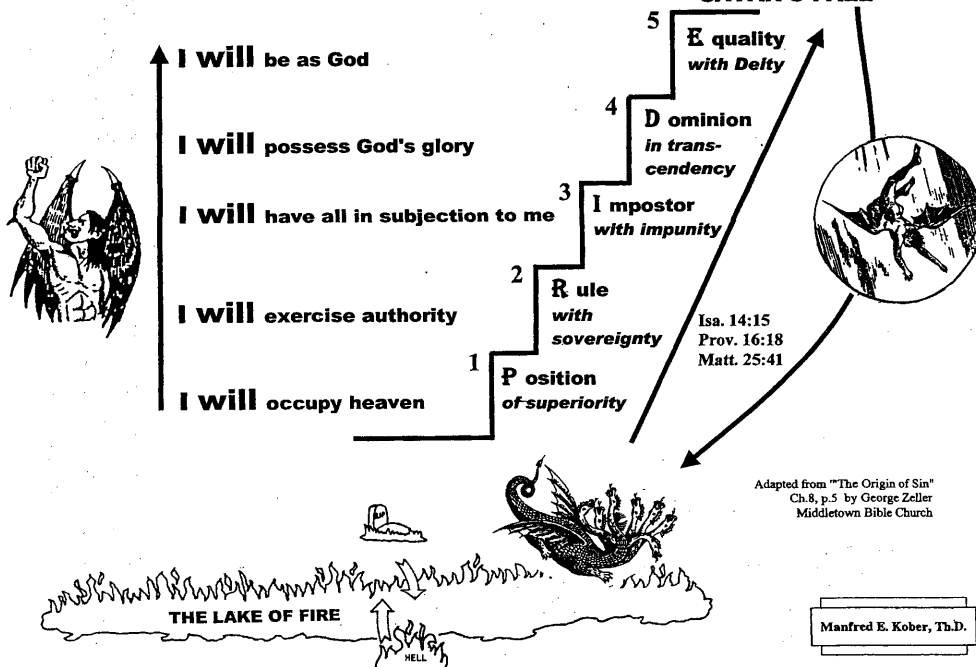 5
E quality
with Deity
4
D ominion
in trans-
cendency
3
I mpostor
with impunity
2
R ule
with
sovereignty
1
P osition
of superiority
I will be as God
I will possess God's glory
I will have all in subjection to me
I will exercise authority
I will occupy heaven
Isa. 14:15
Prov. 16:18
Matt. 25:41
Adapted from ""The Origin of Sin"
Ch.8, p.5 by George Zeller
Middletown Bible Church
RIP
THE LAKE OF FIRE
HELL
Manfred E. Kober, Th.D.